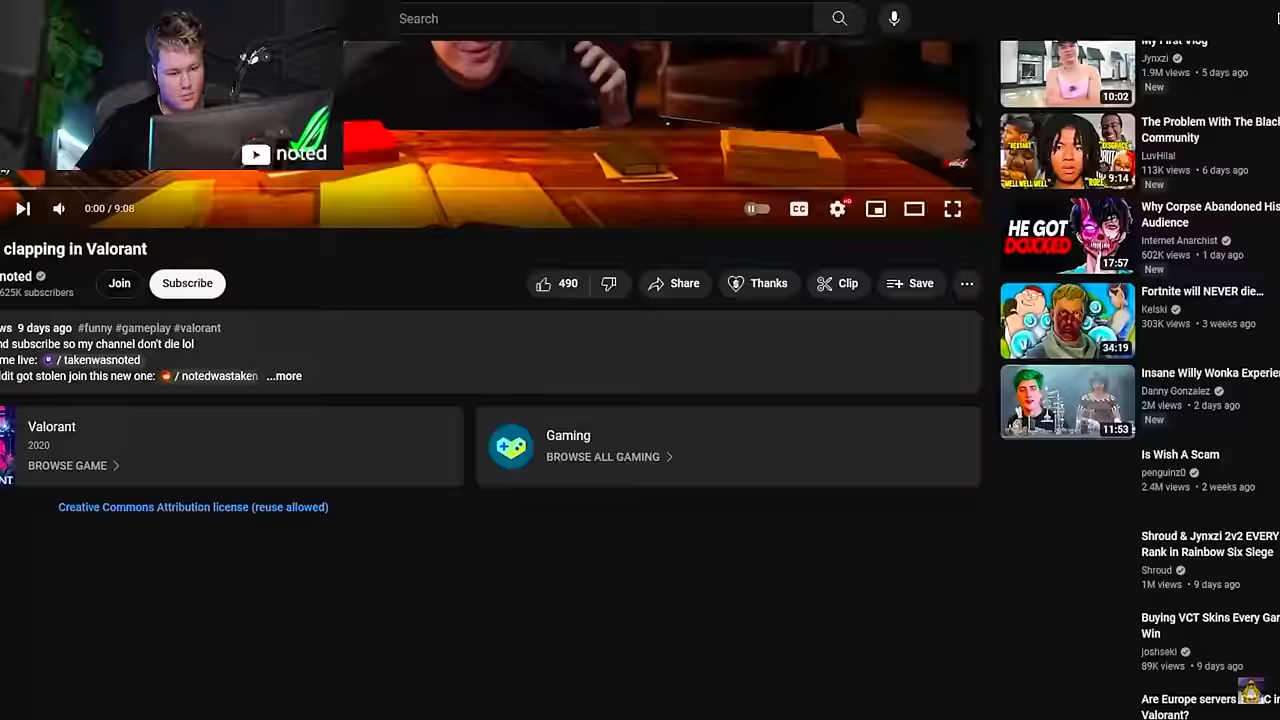 Search
noted
0:00 / 9:08
CC
HD
clapping in Valorant
noted
625K subscribers
Join
Subscribe
490
Share
Thanks
Clip
Save
ws 9 days ago #funny #gameplay #valorant
nd subscribe so my channel don't die lol
me live: / takenwasnoted
ldit got stolen join this new one: / notedwastaken ...more
Valorant
2020
BROWSE GAME
NT
Gaming
BROWSE ALL GAMING
Creative Commons Attribution license (reuse allowed)
My First Vlog
Jynxzi
1.9M views • 5 days ago
New
10:02
The Problem With The Blac
Community
LuvHilal
113K views • 6 days ago
New
9:14
HE GOT
DOXXED
17:57
Why Corpse Abandoned His
Audience
Internet Anarchist
602K views • 1 day ago
New
Fortnite will NEVER die...
Kelski
303K views • 3 weeks ago
34:19
Insane Willy Wonka Experie
Danny Gonzalez
2M views • 2 days ago
New
11:53
Is Wish A Scam
penguinz0
2.4M views • 2 weeks ago
Shroud & Jynxzi 2v2 EVERY
Rank in Rainbow Six Siege
Shroud
1M views • 9 days ago
Buying VCT Skins Every Ga
Win
joshseki
89K views • 9 days ago
Are Europe servers
C in
Valorant?